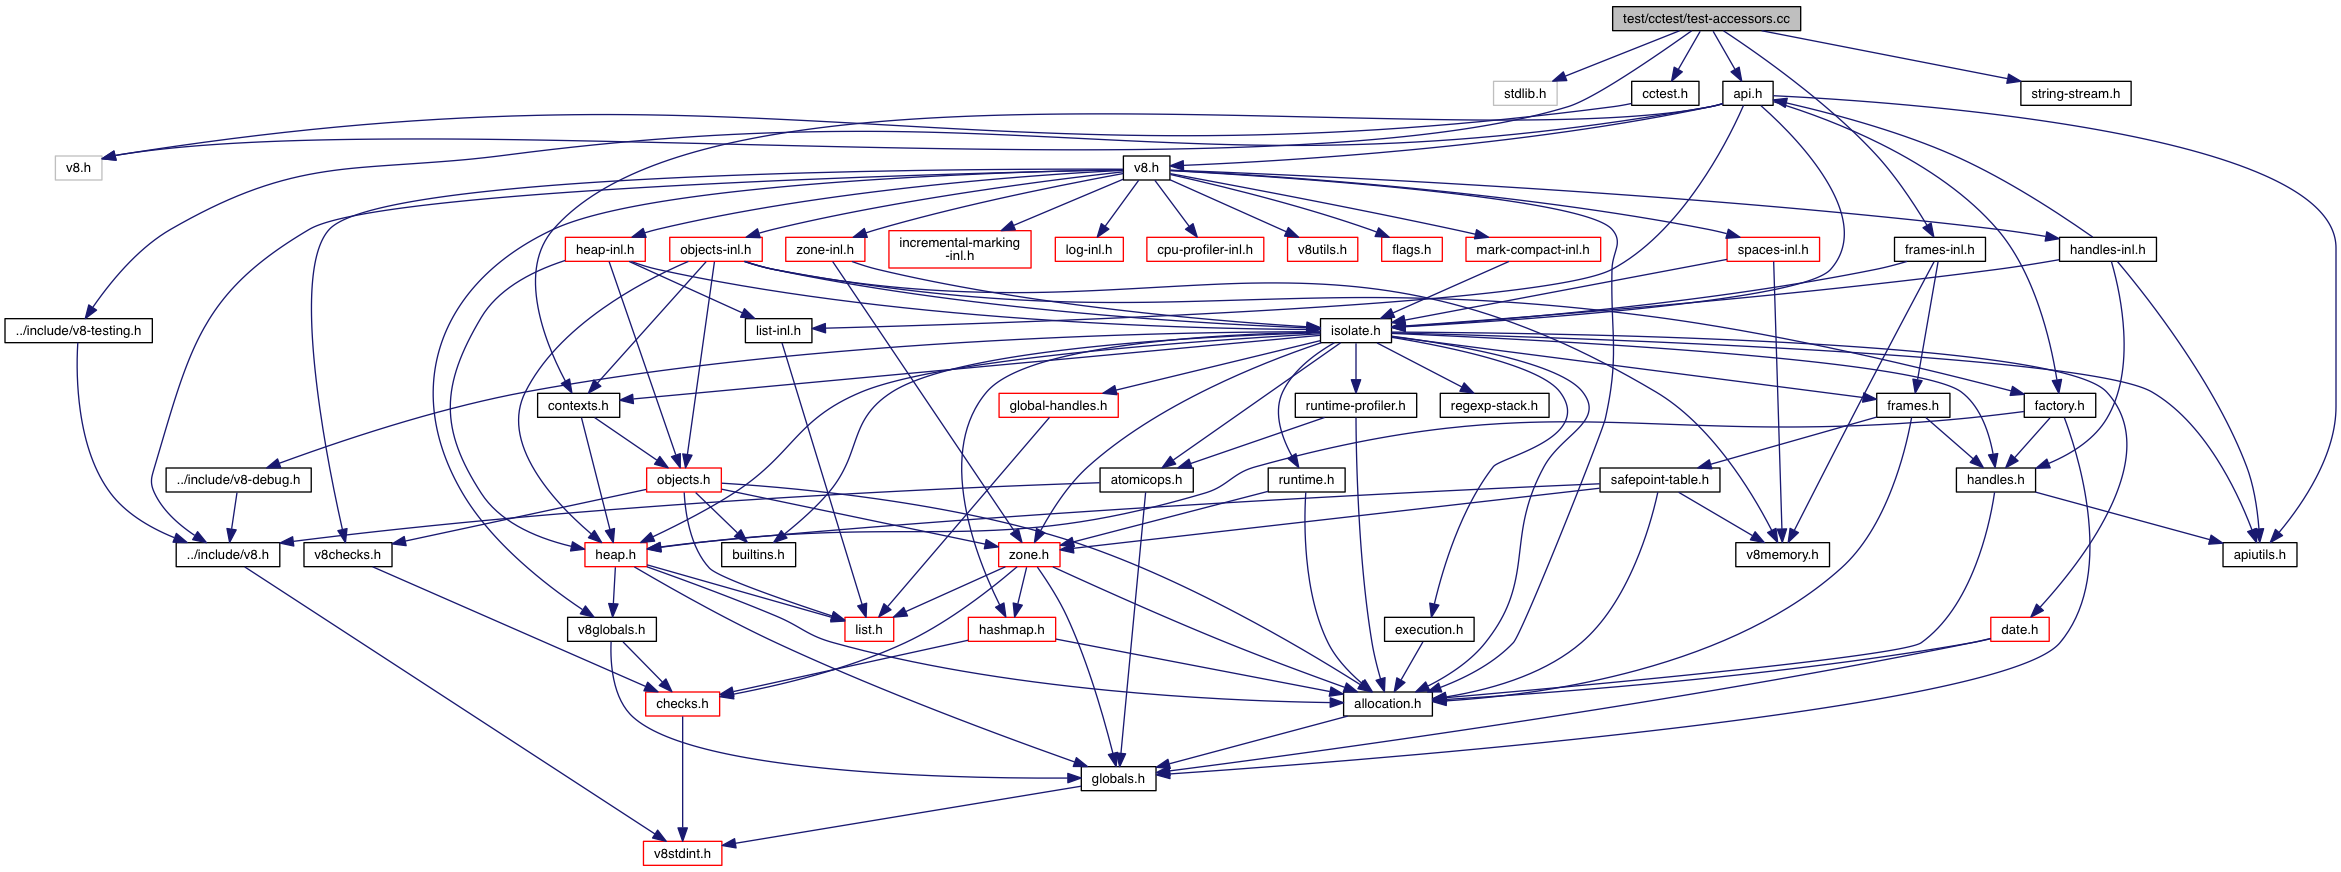 test/cctest/test-accessors.cc
stdlib.h
cctest.h
api.h
string-stream.h
v8.h
v8.h
heap-inl.h
objects-inl.h
zone-inl.h
incremental-marking
-inl.h
log-inl.h
cpu-profiler-inl.h
v8utils.h
flags.h
mark-compact-inl.h
spaces-inl.h
frames-inl.h
handles-inl.h
../include/v8-testing.h
list-inl.h
isolate.h
contexts.h
global-handles.h
runtime-profiler.h
regexp-stack.h
frames.h
factory.h
../include/v8-debug.h
objects.h
atomicops.h
runtime.h
safepoint-table.h
handles.h
../include/v8.h
v8checks.h
heap.h
builtins.h
zone.h
v8memory.h
apiutils.h
v8globals.h
list.h
hashmap.h
execution.h
date.h
checks.h
allocation.h
globals.h
v8stdint.h